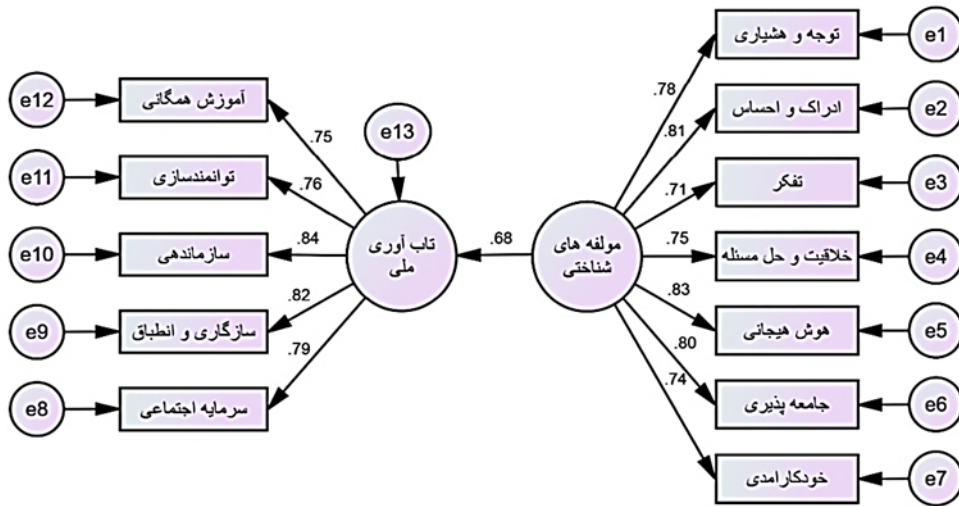 توجه و هشیاری
e1
.78
ادراک و احساس
e2
.81
تفکر
e3
.71
خلاقیت و حل مسئله
e4
.75
هوش هیجانی
e5
.83
جامعه پذیری
e6
.80
خودکارامدی
e7
.74
مولفه های
شناختی
.68
e13
تاب آوری
ملی
.75
آموزش همگانی
e12
.76
توانمندسازی
e11
.84
سازماندهی
e10
.82
سازگاری و انطباق
e9
.79
سرمایه اجتماعی
e8